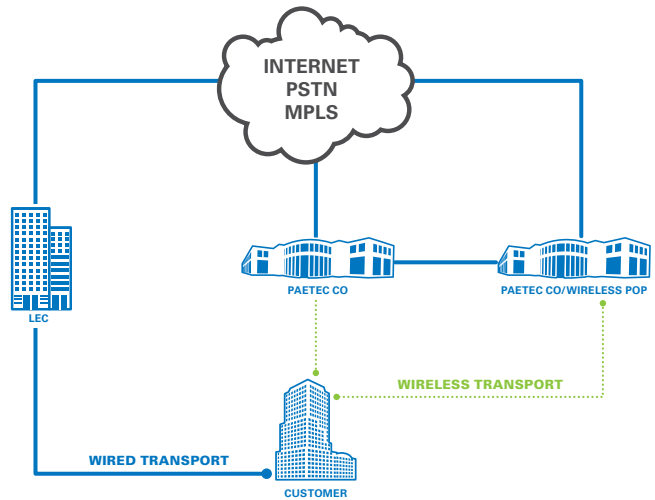 INTERNET
PSTN
MPLS
LEC
PAETEC CO
PAETEC CO/WIRELESS POP
WIRELESS TRANSPORT
WIRED TRANSPORT
CUSTOMER